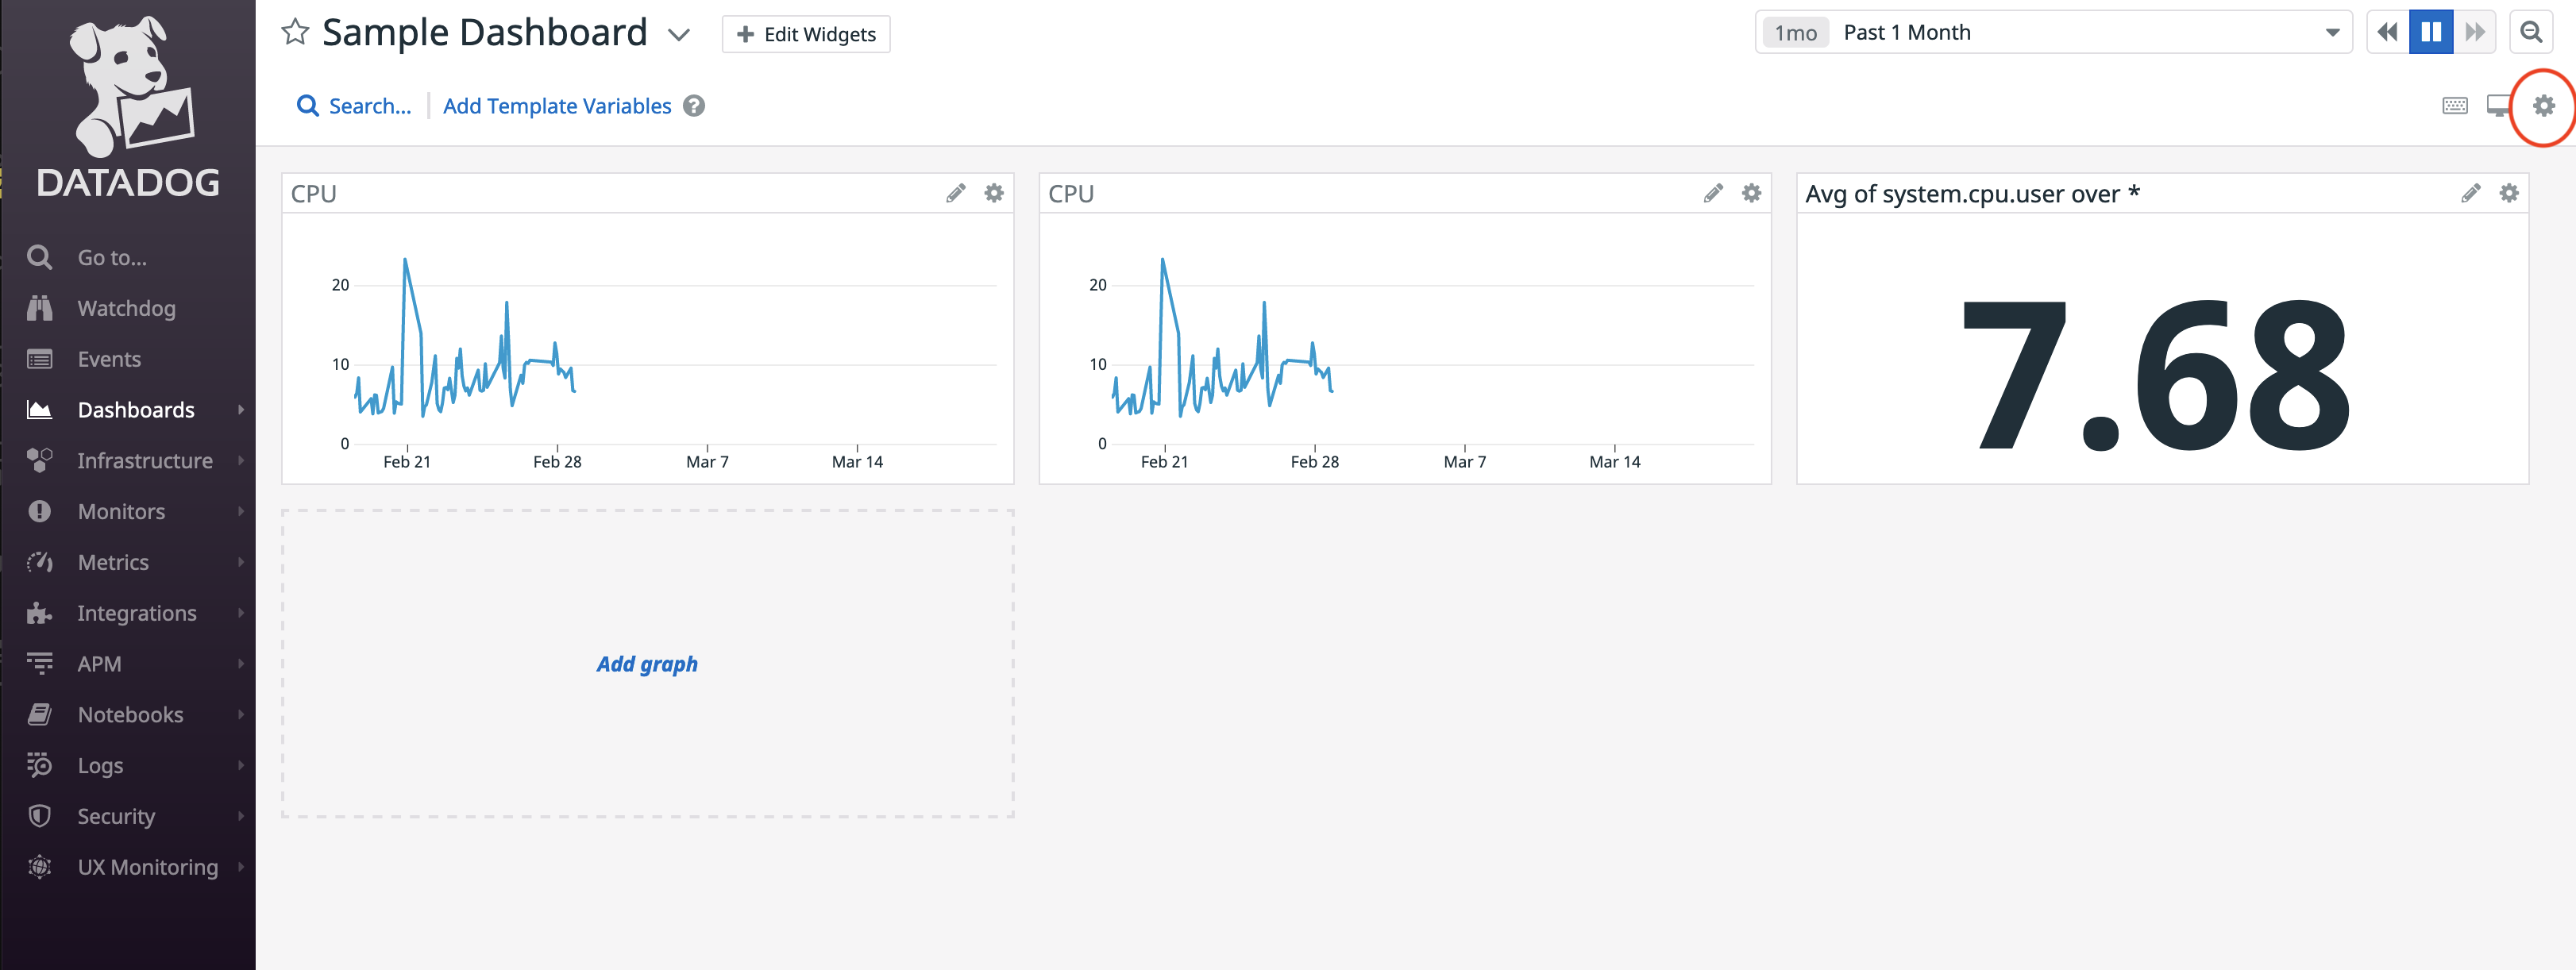 DATADOG
Go to...
Watchdog
Events
Dashboards
Infrastructure
Monitors
Metrics
Integrations
APM
Notebooks
Logs
Security
UX Monitoring
Sample Dashboard
+ Edit Widgets
1mo Past 1 Month
Search... Add Template Variables ?
CPU
20
10
0
Feb 21 Feb 28 Mar 7 Mar 14
CPU
20
10
0
Feb 21 Feb 28 Mar 7 Mar 14
Avg of system.cpu.user over *
7.68
Add graph